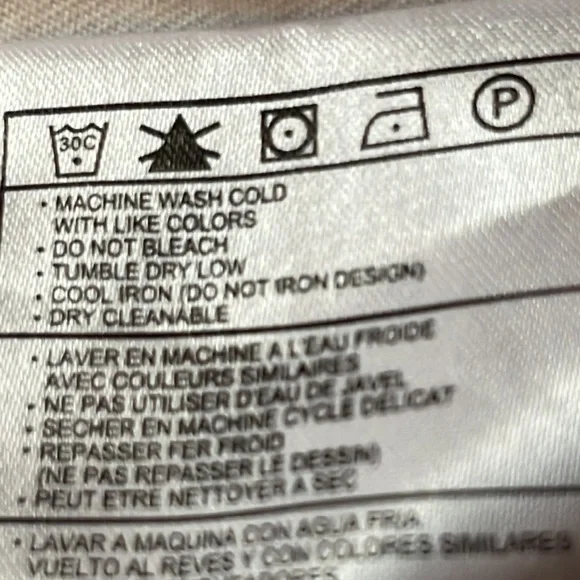 30C
P
• MACHINE WASH COLD
WITH LIKE COLORS
• DO NOT BLEACH
• TUMBLE DRY LOW
• COOL IRON (DO NOT IRON DESIGN)
• DRY CLEANABLE
• LAVER EN MACHINE A L'EAU FROIDE
AVEC COULEURS SIMILAIRES
• NE PAS UTILISER D'EAU DE JAVEL
• SECHER EN MACHINE CYCLE DELICAT
• REPASSER FER FROID
(NE PAS REPASSER LE DESSIN)
• PEUT ETRE NETTOYER A SEC
• LAVAR A MAQUINA CON AGUA FRIA
VUELTO AL REVES Y CON COLORES SIMILARES